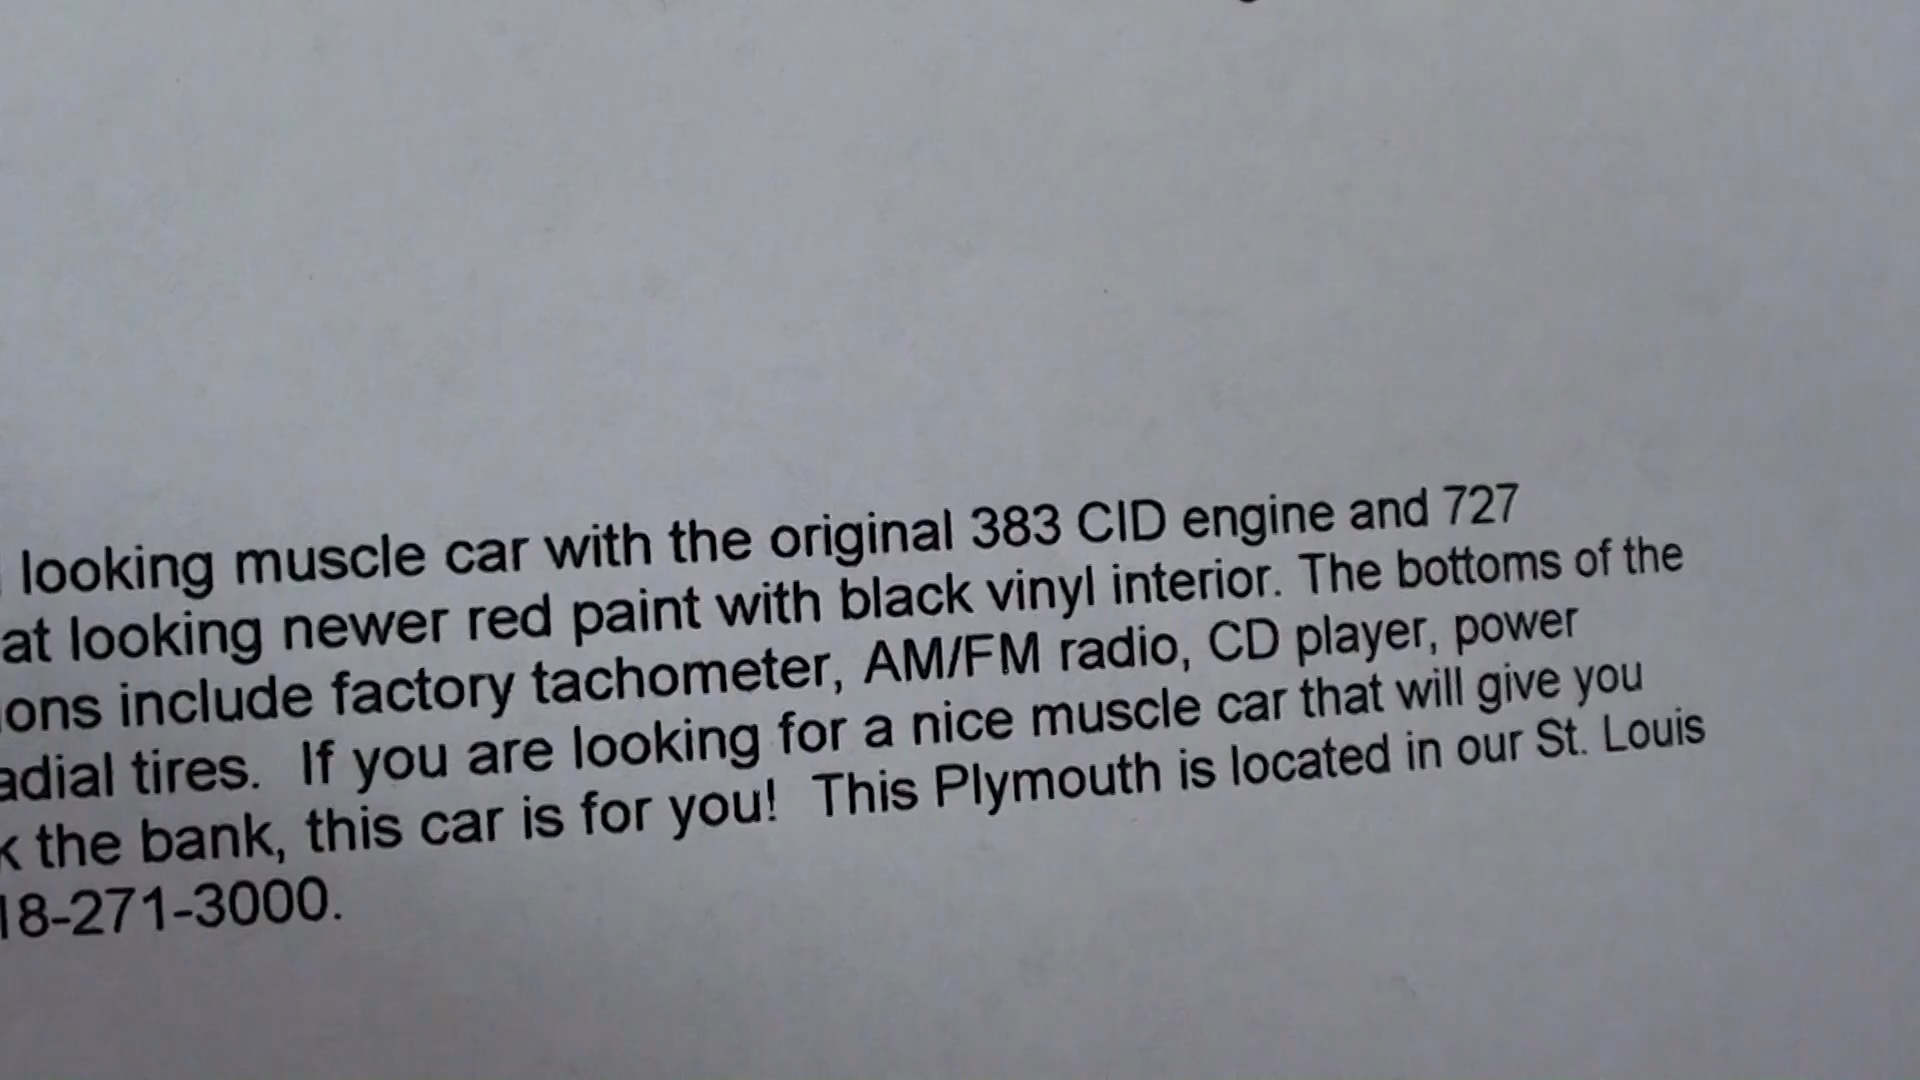 looking muscle car with the original 383 CID engine and 727
at looking newer red paint with black vinyl interior. The bottoms of the
ons include factory tachometer, AM/FM radio, CD player, power
adial tires. If you are looking for a nice muscle car that will give you
k the bank, this car is for you! This Plymouth is located in our St. Louis
18-271-3000.